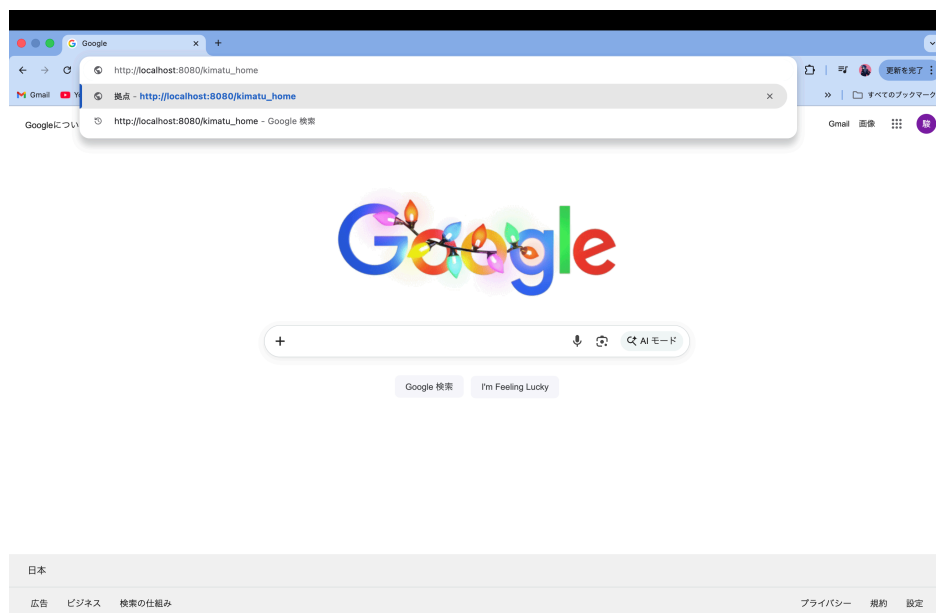 Google
http://localhost:8080/kimatu_home
更新を完了
拠点 - http://localhost:8080/kimatu_home
Gmail
すべてのブックマーク
http://localhost:8080/kimatu_home - Google 検索
Googleについ
Gmail 画像 駿
Google
AI モード
Google 検索 I'm Feeling Lucky
日本
広告 ビジネス 検索の仕組み プライバシー 規約 設定